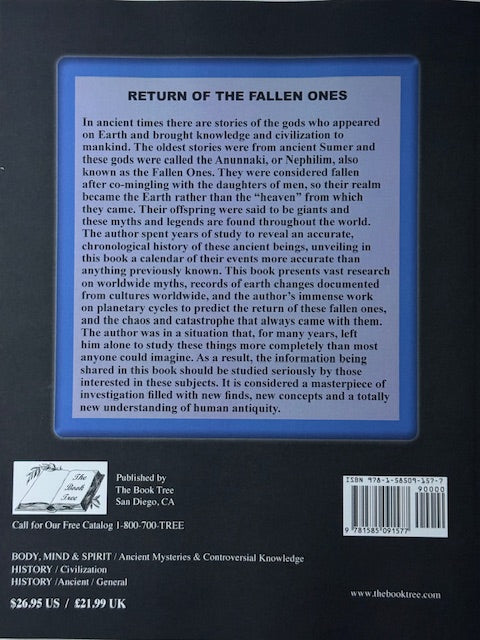 RETURN OF THE FALLEN ONES
In ancient times there are stories of the gods who appeared
on Earth and brought knowledge and civilization to
mankind. The oldest stories were from ancient Sumer and
these gods were called the Anunnaki, or Nephilim, also
known as the Fallen Ones. They were considered fallen
after co-mingling with the daughters of men, so their realm
became the Earth rather than the “heaven” from which
they came. Their offspring were said to be giants and
these myths and legends are found throughout the world.
The author spent years of study to reveal an accurate,
chronological history of these ancient beings, unveiling in
this book a calendar of their events more accurate than
anything previously known. This book presents vast research
on worldwide myths, records of earth changes documented
from cultures worldwide, and the author's immense work
on planetary cycles to predict the return of these fallen ones,
and the chaos and catastrophe that always came with them.
The author was in a situation that, for many years, left
him alone to study these things more completely than most
anyone could imagine. As a result, the information being
shared in this book should be studied seriously by those
interested in these subjects. It is considered a masterpiece of
investigation filled with new finds, new concepts and a totally
new understanding of human antiquity.
The
Book
Tree
Published by
The Book Tree
San Diego, CA
Call for Our Free Catalog 1-800-700-TREE
ISBN 978-1-58509-157-7
90000
9 781585 091577
BODY, MIND & SPIRIT / Ancient Mysteries & Controversial Knowledge
HISTORY / Civilization
HISTORY /Ancient / General
$26.95 US / £21.99 UK
www.thebooktree.com